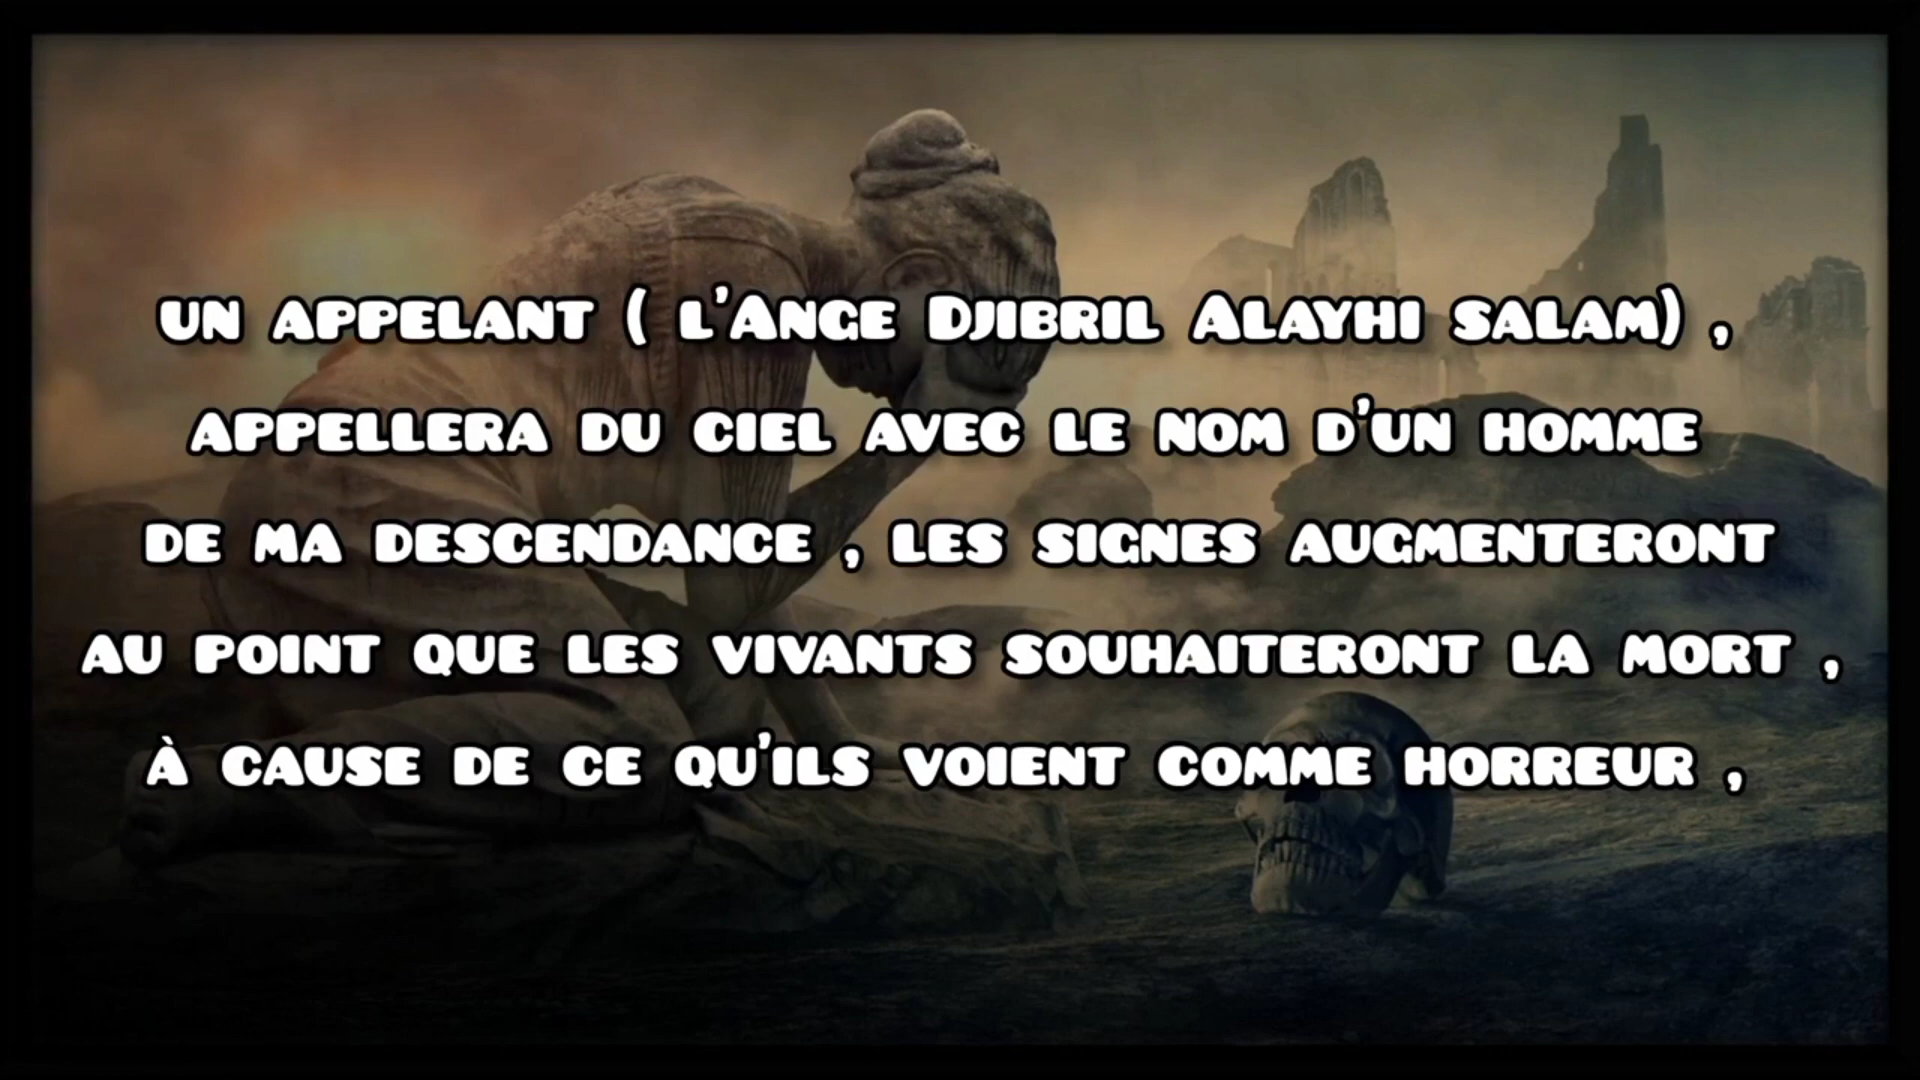 UN APPELANT ( L'ANGE DJIBRIL ALAYHI SALAM) ,
APPELLERA DU CIEL AVEC LE NOM D'UN HOMME
DE MA DESCENDANCE , LES SIGNES AUGMENTERONT
AU POINT QUE LES VIVANTS SOUHAITERONT LA MORT ,
À CAUSE DE CE QU'ILS VOIENT COMME HORREUR ,